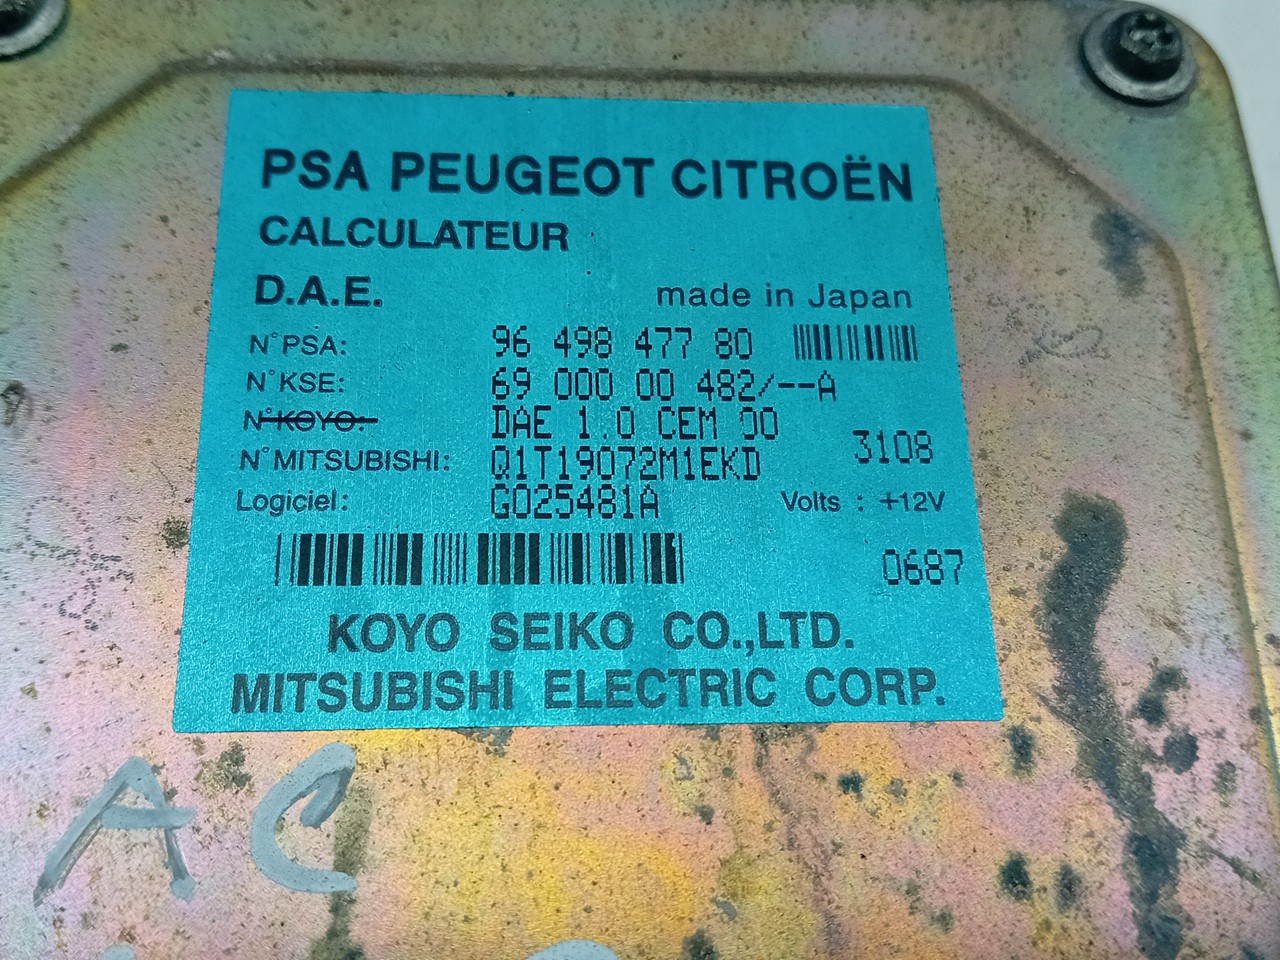 PSA PEUGEOT CITROËN
CALCULATEUR
D.A.E.
made in Japan
N° PSA: 96 498 477 80
N° KSE: 69 000 00 482/--A
N° KOYO: DAE 1.0 CEM 00
3108
N° MITSUBISHI: Q1T19072M1EKD
Logiciel: G025481A
Volts : +12V
0687
KOYO SEIKO CO.,LTD.
MITSUBISHI ELECTRIC CORP.
AC